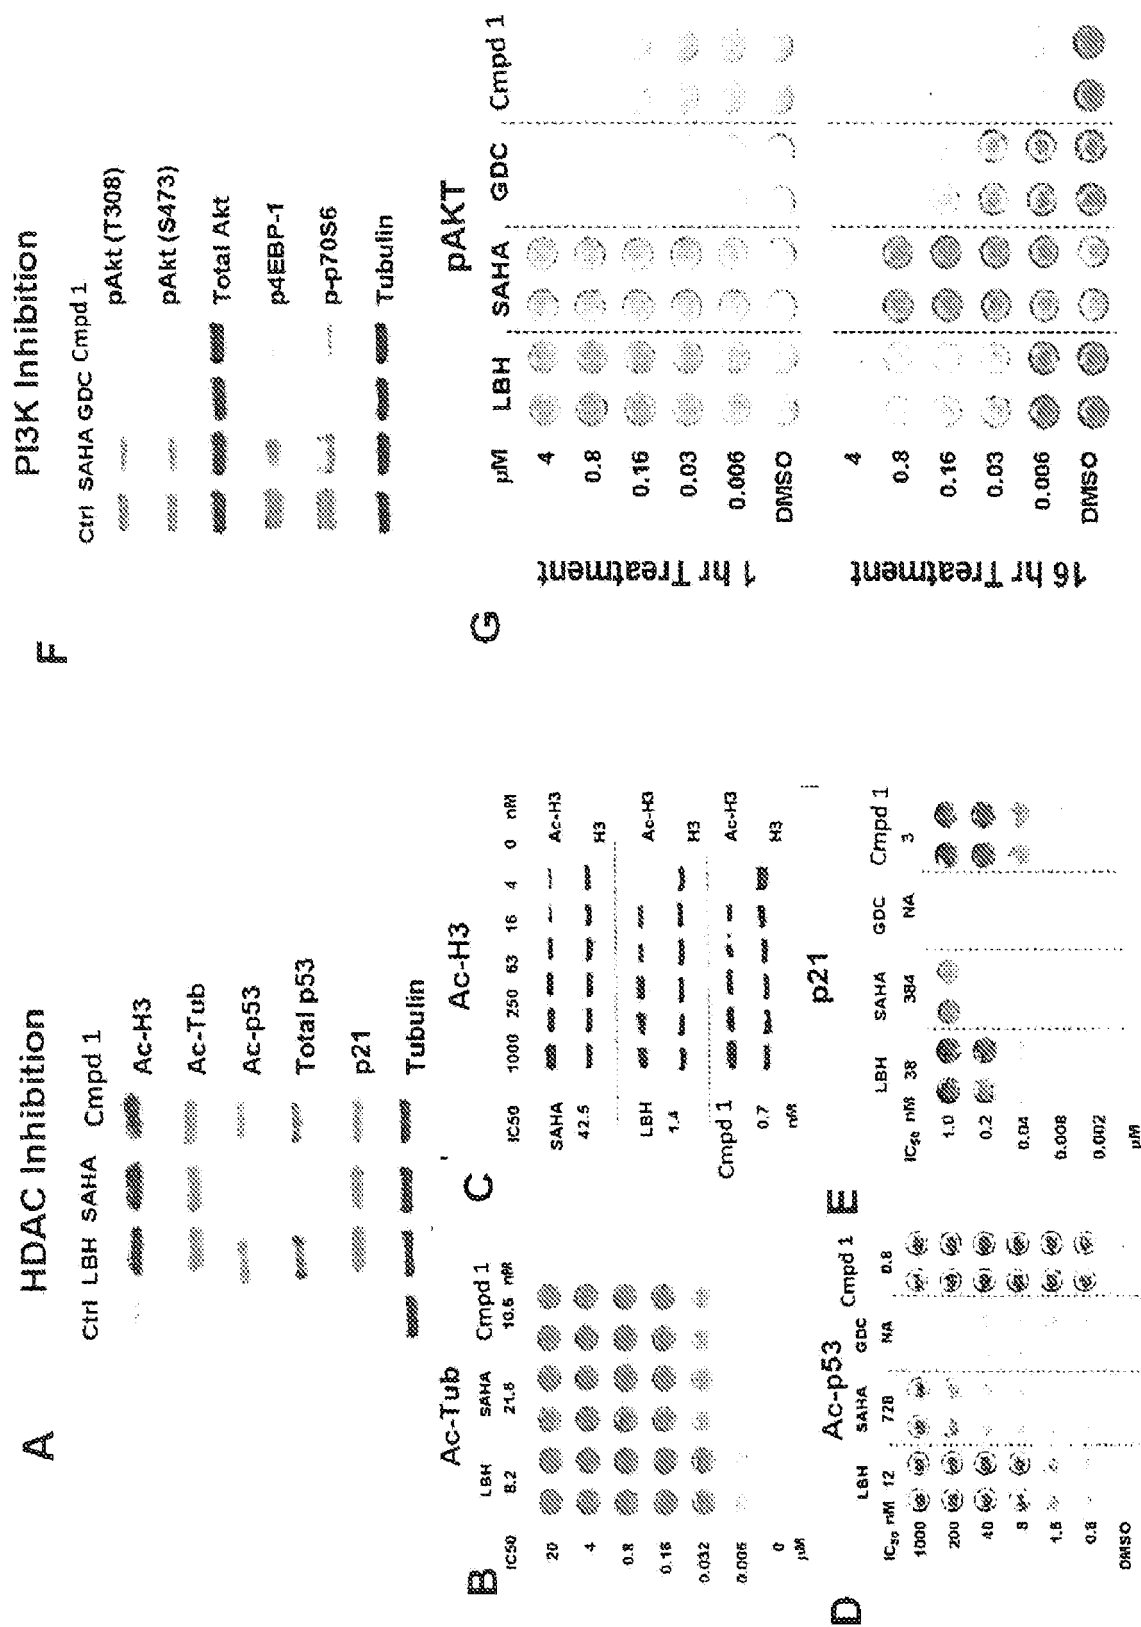 A
HDAC Inhibition
Ctrl LBH SAHA Cmpd 1
Ac-H3
Ac-Tub
Ac-p53
Total p53
p21
Tubulin
B
Ac-Tub
LBH SAHA Cmpd 1
IC50 8.2 21.8 10.6 nM
20
4
0.8
0.16
0.032
0.006
0
µM
C
Ac-H3
IC50 1000 250 63 16 4 0 nM
SAHA Ac-H3
42.5 H3
LBH Ac-H3
1.4 H3
Cmpd 1 Ac-H3
0.7 H3
nM
D
Ac-p53
LBH SAHA GDC Cmpd 1
IC50 nM 12 728 NA 0.8
1000
200
40
8
1.6
DMSO
E
p21
LBH SAHA GDC Cmpd 1
IC50 nM 38 384 NA 3
1.0
0.2
0.04
0.008
0.002
µM
F
PI3K Inhibition
Ctrl SAHA GDC Cmpd 1
pAkt (T308)
pAkt (S473)
Total Akt
p4EBP-1
p-p70S6
Tubulin
G
pAKT
µM LBH SAHA GDC Cmpd 1
1 hr Treatment
4
0.8
0.16
0.03
0.006
DMSO
16 hr Treatment
4
0.8
0.16
0.03
0.006
DMSO